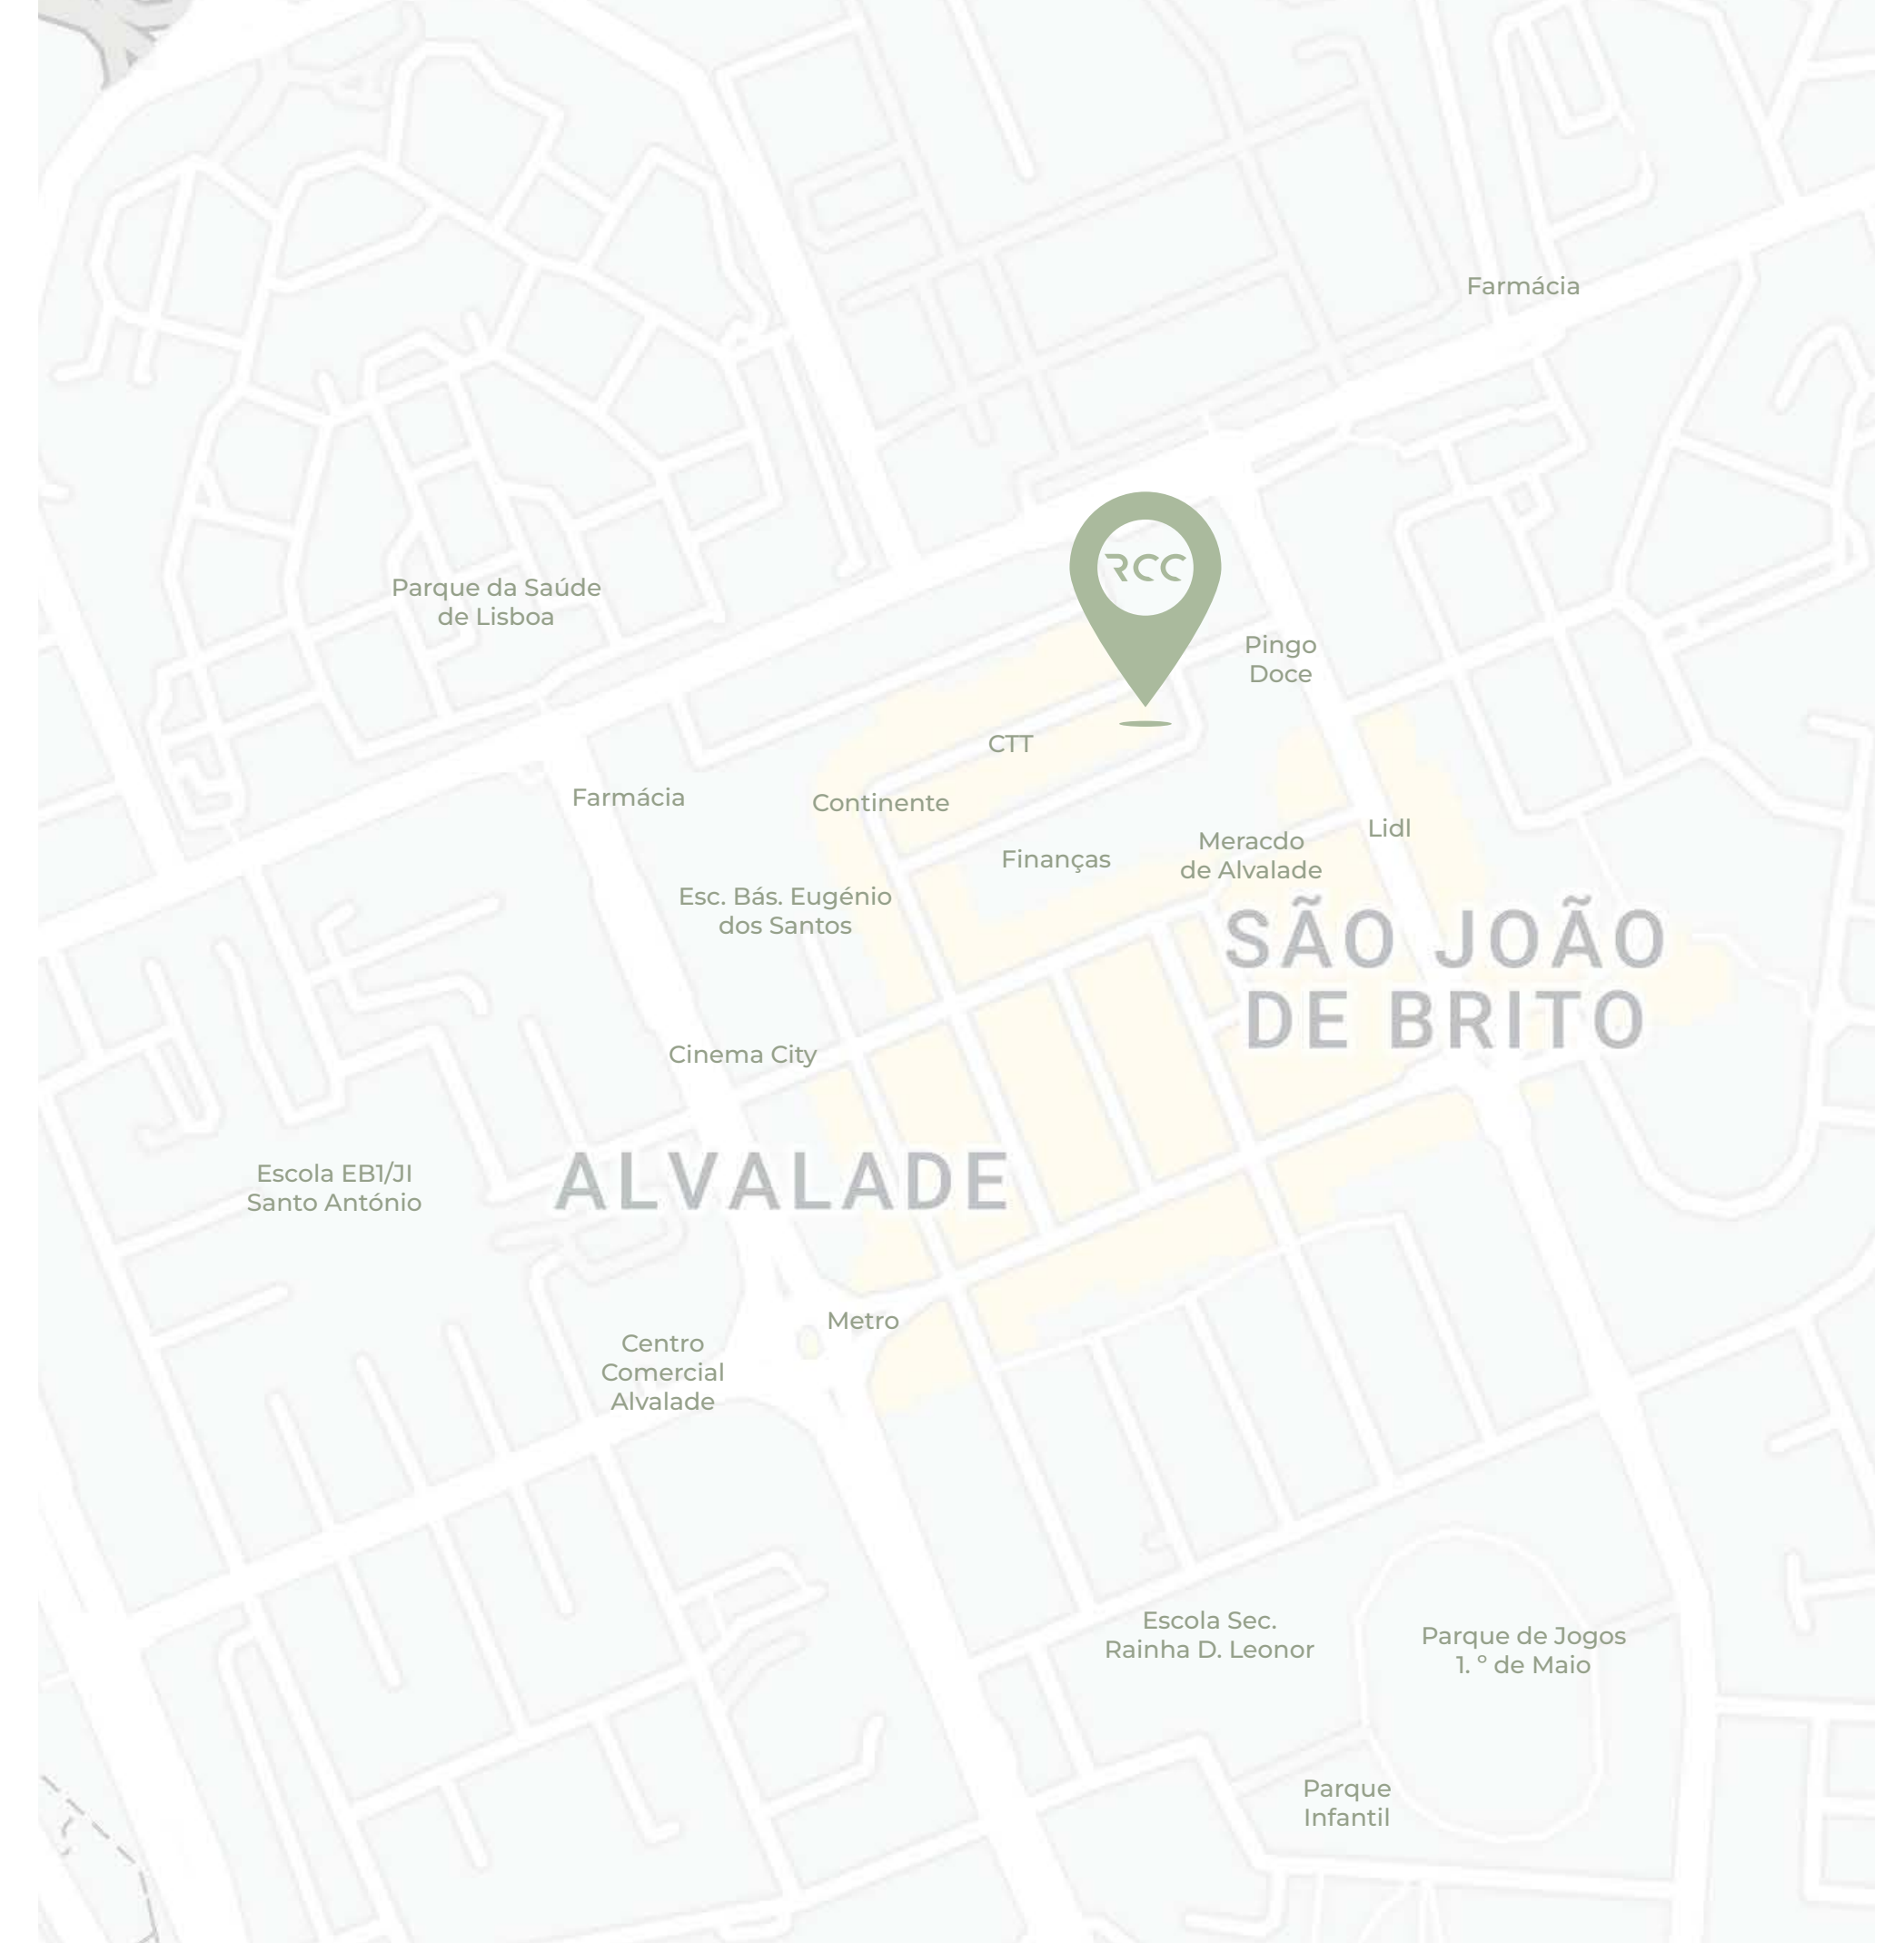 Farmácia
RCC
Parque da Saúde
de Lisboa
Pingo
Doce
CTT
Farmácia
Continente
Lidl
Meracdo
de Alvalade
Finanças
Esc. Bás. Eugénio
dos Santos
SÃO JOÃO
DE BRITO
Cinema City
ALVALADE
Escola EB1/JI
Santo António
Metro
Centro
Comercial
Alvalade
Escola Sec.
Rainha D. Leonor
Parque de Jogos
1. º de Maio
Parque
Infantil